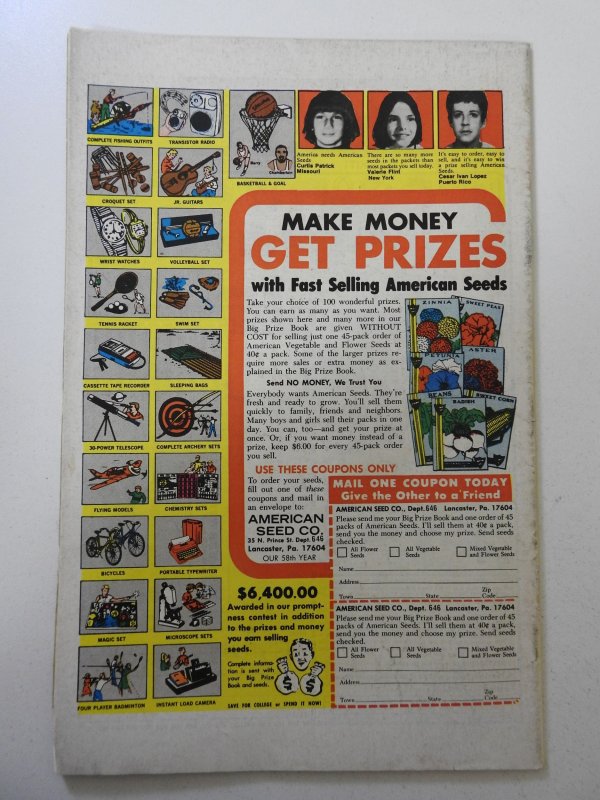 COMPLETE FISHING OUTFITS
TRANSISTOR RADIO
BASKETBALL & GOAL
Barry
Chamberlain
CROQUET SET
JR. GUITARS
WRIST WATCHES
VOLLEYBALL SET
TENNIS RACKET
SWIM SET
CASSETTE TAPE RECORDER
SLEEPING BAGS
30-POWER TELESCOPE
COMPLETE ARCHERY SETS
FLYING MODELS
CHEMISTRY SETS
BICYCLES
PORTABLE TYPEWRITER
MAGIC SET
MICROSCOPE SETS
FOUR PLAYER BADMINTON
INSTANT LOAD CAMERA
America needs American
Seeds
Curtis Patrick
Missouri
There are so many more
seeds in the packets than
most packets you sell today.
Valerie Flint
New York
It's easy to order, easy to
sell, and it's easy to win
a prize selling American
Seeds.
Cesar Ivan Lopez
Puerto Rico
MAKE MONEY
GET PRIZES
with Fast Selling American Seeds
Take your choice of 100 wonderful prizes.
You can earn as many as you want. Most
prizes shown here and many more in our
Big Prize Book are given WITHOUT
COST for selling just one 45-pack order of
American Vegetable and Flower Seeds at
40¢ a pack. Some of the larger prizes re-
quire more sales or extra money as ex-
plained in the Big Prize Book.
Send NO MONEY, We Trust You
Everybody wants American Seeds. They're
fresh and ready to grow. You'll sell them
quickly to family, friends and neighbors.
Many boys and girls sell their packs in one
day. You can, too—and get your prize at
once. Or, if you want money instead of a
prize, keep $6.00 for every 45-pack order
you sell.
ZINNIA
SWEET PEAS
PETUNIA
ASTER
BEANS
RADISH
SWEET CORN
USE THESE COUPONS ONLY
To order your seeds,
fill out one of these
coupons and mail in
an envelope to:
AMERICAN
SEED CO.
35 N. Prince St. Dept. 646
Lancaster, Pa. 17604
OUR 58th YEAR
$6,400.00
Awarded in our prompt-
ness contest in addition
to the prizes and money
you earn selling
seeds.
Complete informa-
tion is sent with
your Big Prize
Book and seeds.
$ $
SAVE FOR COLLEGE or SPEND IT NOW!
MAIL ONE COUPON TODAY
Give the Other to a Friend
AMERICAN SEED CO., Dept. 646 Lancaster, Pa. 17604
Please send me your Big Prize Book and one order of 45
packs of American Seeds. I'll sell them at 40¢ a pack,
send you the money and choose my prize. Send seeds
checked.
All Flower Seeds
All Vegetable Seeds
Mixed Vegetable and Flower Seeds
Name
Address
Town State Zip Code
AMERICAN SEED CO., Dept. 646 Lancaster, Pa. 17604
Please send me your Big Prize Book and one order of 45
packs of American Seeds. I'll sell them at 40¢ a pack,
send you the money and choose my prize. Send seeds
checked.
All Flower Seeds
All Vegetable Seeds
Mixed Vegetable and Flower Seeds
Name
Address
Town State Zip Code